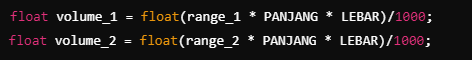 float volume_1 = float(range_1 * PANJANG * LEBAR)/1000;
float volume_2 = float(range_2 * PANJANG * LEBAR)/1000;